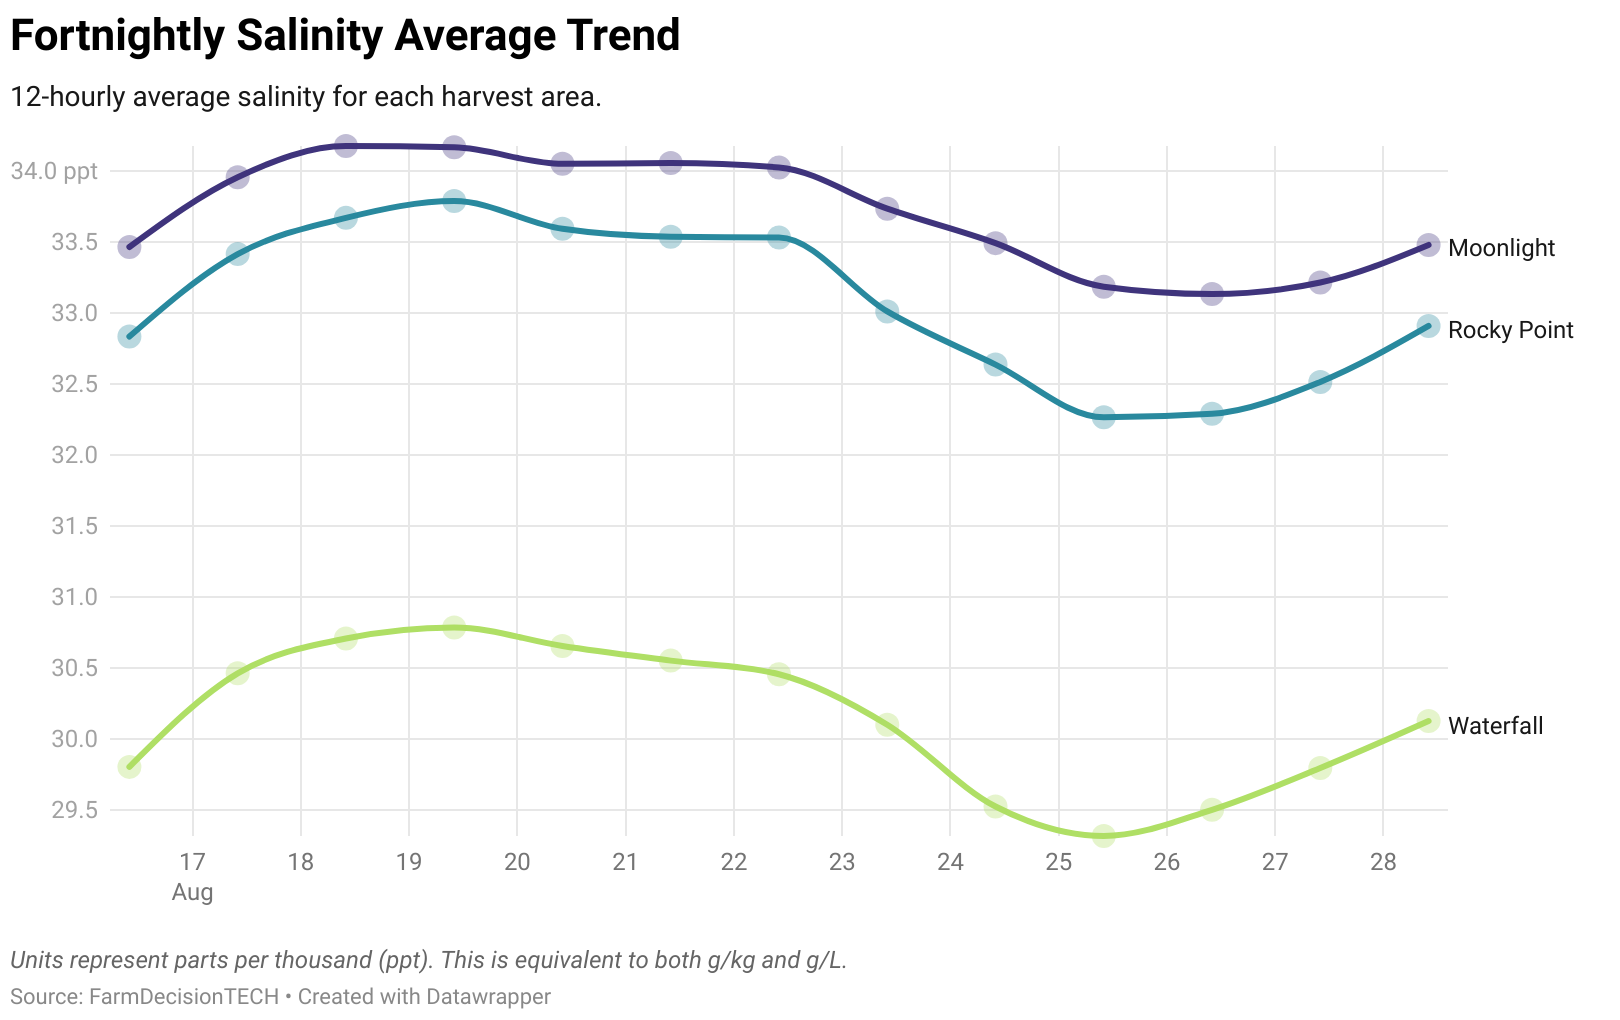 Fortnightly Salinity Average Trend
12-hourly average salinity for each harvest area.
34.0 ppt
33.5
33.0
32.5
32.0
31.5
31.0
30.5
30.0
29.5
Moonlight
Rocky Point
Waterfall
17 18 19 20 21 22 23 24 25 26 27 28
Aug
Units represent parts per thousand (ppt). This is equivalent to both g/kg and g/L.
Source: FarmDecisionTECH • Created with Datawrapper